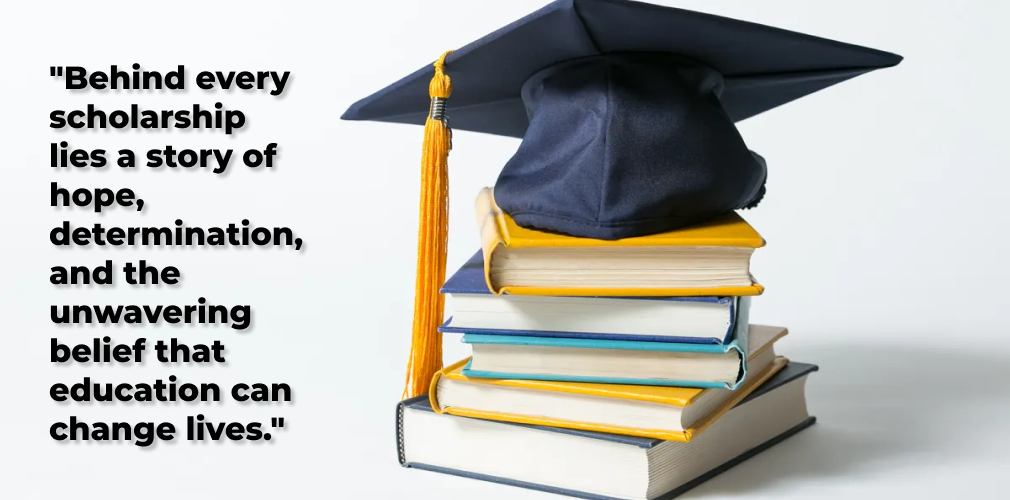 "Behind every
scholarship
lies a story of
hope,
determination,
and the
unwavering
belief that
education can
change lives."